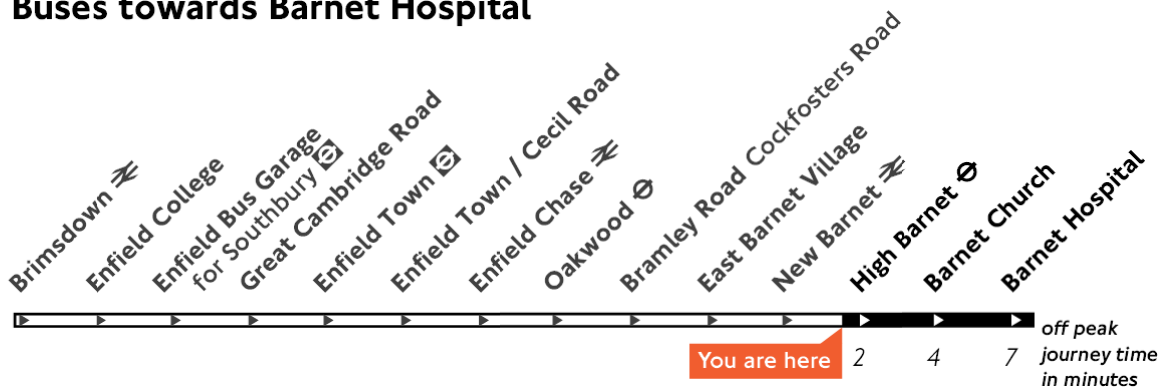 Buses towards Barnet Hospital
Brimsdown
Enfield College
Enfield Bus Garage
for Southbury
Great Cambridge Road
Enfield Town
Enfield Town / Cecil Road
Enfield Chase
Oakwood
Bramley Road Cockfosters Road
East Barnet Village
New Barnet
High Barnet
Barnet Church
Barnet Hospital
You are here
2
4
7
off peak
journey time
in minutes